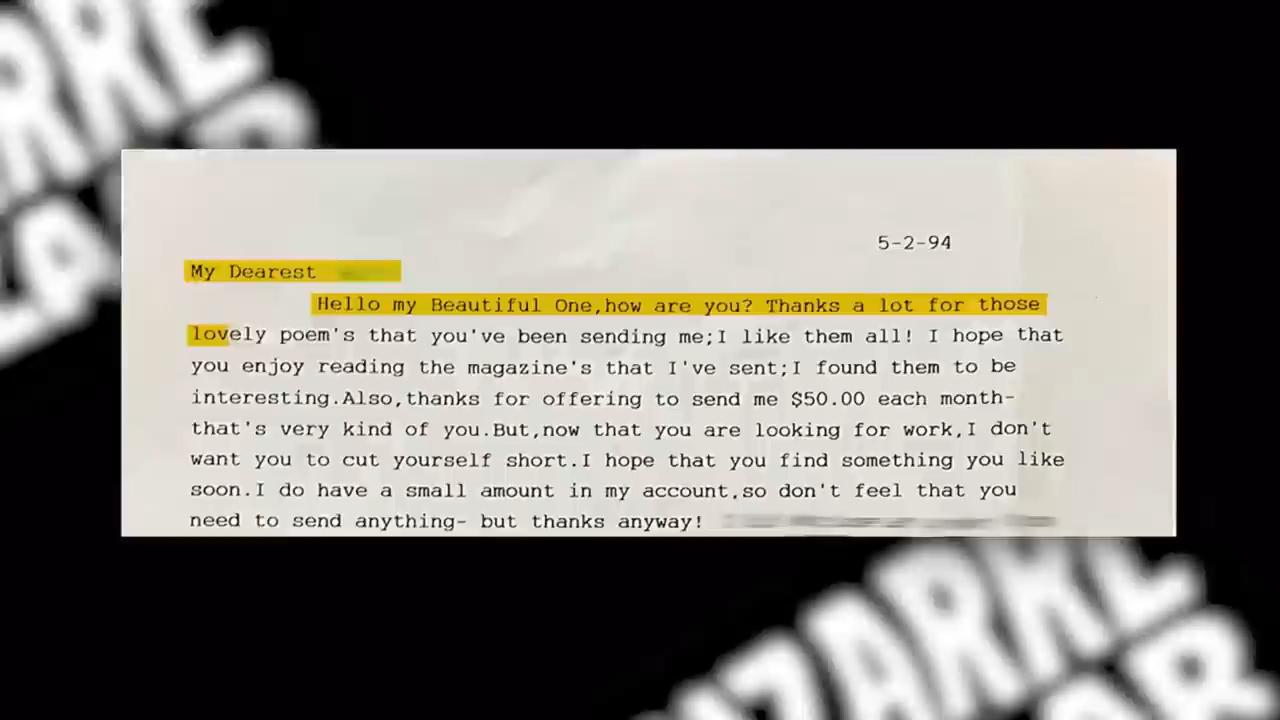 5-2-94
My Dearest
Hello my Beautiful One,how are you? Thanks a lot for those
lovely poem's that you've been sending me;I like them all! I hope that
you enjoy reading the magazine's that I've sent;I found them to be
interesting.Also,thanks for offering to send me $50.00 each month-
that's very kind of you.But,now that you are looking for work,I don't
want you to cut yourself short.I hope that you find something you like
soon.I do have a small amount in my account,so don't feel that you
need to send anything- but thanks anyway!